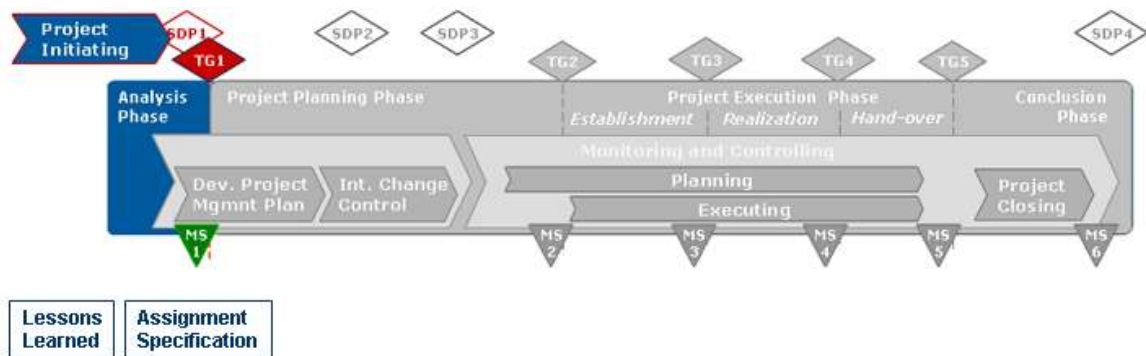 Project
Initiating
SDP1
SDP2
SDP3
SDP4
TG1
TG2
TG3
TG4
TG5
Analysis
Phase
Project Planning Phase
Project Execution Phase
Conclusion
Phase
Establishment
Realization
Hand-over
Monitoring and Controlling
Dev. Project
Mgmnt Plan
Int. Change
Control
Planning
Executing
Project
Closing
MS
1
MS
2
MS
3
MS
4
MS
5
MS
6
Lessons
Learned
Assignment
Specification